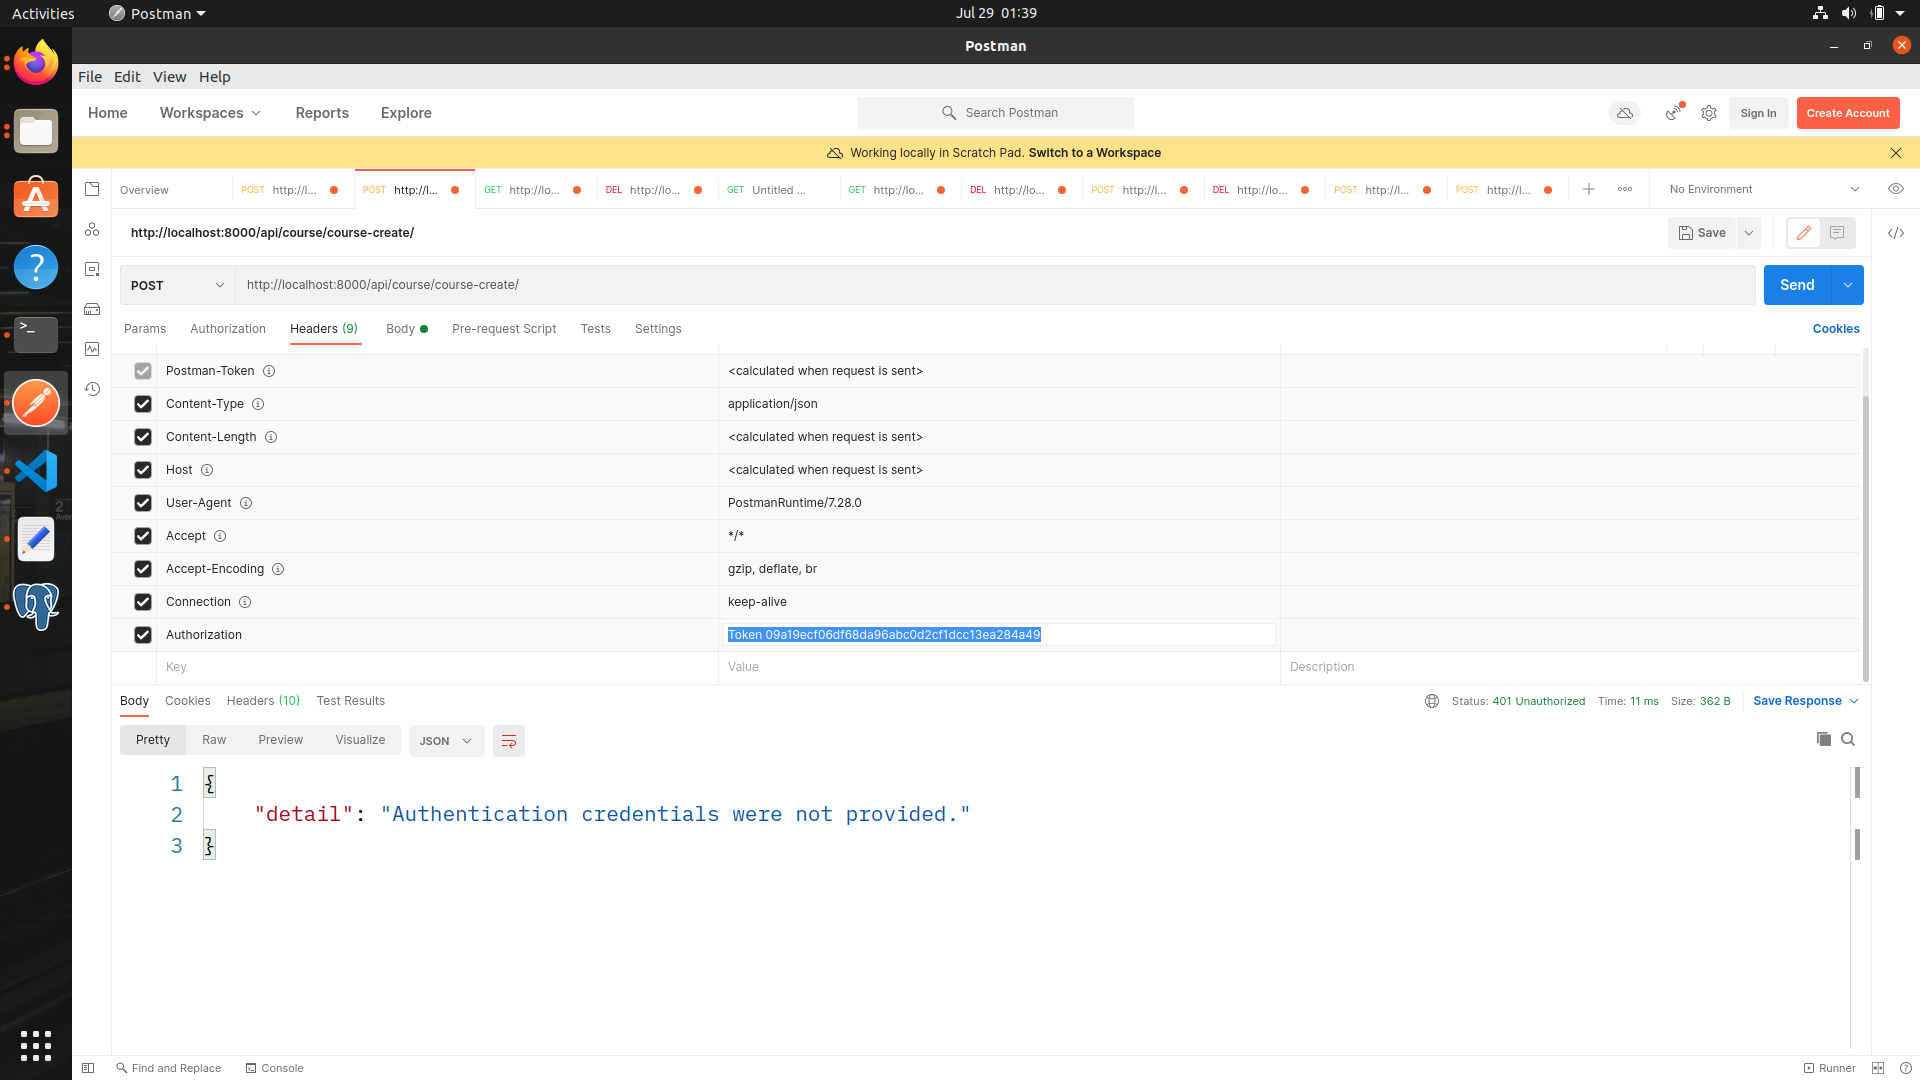 Activities Postman Jul 29 01:39
Postman
File Edit View Help
Home Workspaces Reports Explore Search Postman Sign In Create Account
Working locally in Scratch Pad. Switch to a Workspace
Overview POST http://l... POST http://l... GET http://lo... DEL http://lo... GET Untitled ... GET http://lo... DEL http://lo... POST http://l... DEL http://lo... POST http://l... POST http://l... No Environment
http://localhost:8000/api/course/course-create/ Save
POST http://localhost:8000/api/course/course-create/ Send
Params Authorization Headers (9) Body Pre-request Script Tests Settings Cookies
Postman-Token <calculated when request is sent>
Content-Type application/json
Content-Length <calculated when request is sent>
Host <calculated when request is sent>
User-Agent PostmanRuntime/7.28.0
Accept */*
Accept-Encoding gzip, deflate, br
Connection keep-alive
Authorization Token 09a19ecf06df68da96abc0d2cf1dcc13ea284a49
Key Value Description
Body Cookies Headers (10) Test Results Status: 401 Unauthorized Time: 11 ms Size: 362 B Save Response
Pretty Raw Preview Visualize JSON
1 {
2 "detail": "Authentication credentials were not provided."
3 }
Find and Replace Console Runner